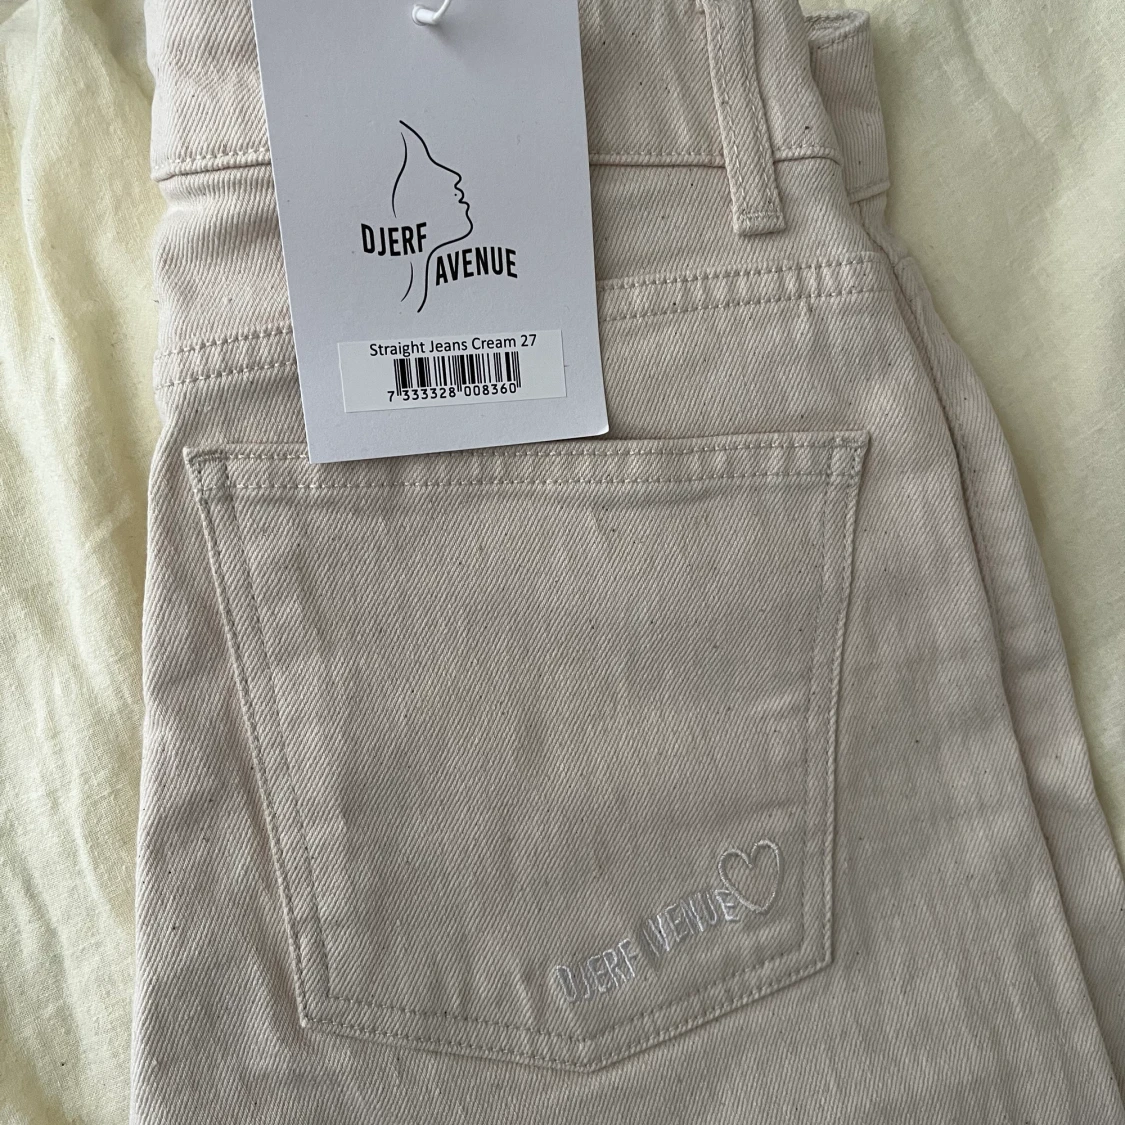 DJERF
AVENUE
Straight Jeans Cream 27
7 333328 008360
DJERF AVENUE